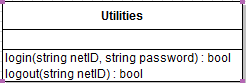 Utilities
login(string netID, string password) : bool
logout(string netID) : bool